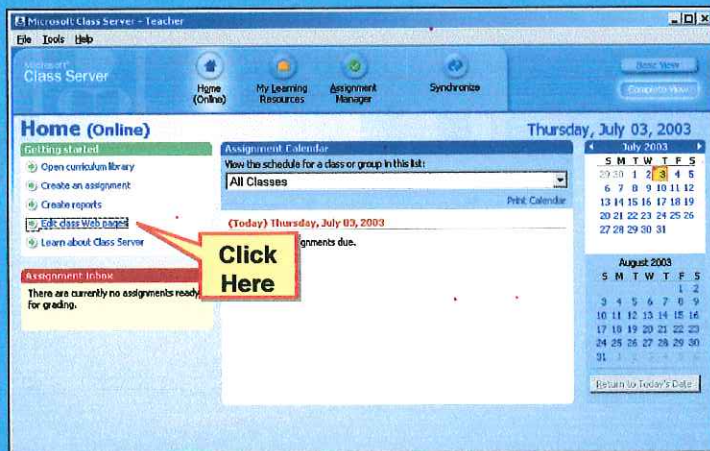 Microsoft Class Server - Teacher
File Tools Help
Microsoft
Class Server
Home
(Online)
My Learning
Resources
Assignment
Manager
Synchronize
Basic View
Complete View
Home (Online)
Thursday, July 03, 2003
Getting started
Open curriculum library
Create an assignment
Create reports
Edit class Web pages
Learn about Class Server
Assignment Inbox
There are currently no assignments ready
for grading.
Assignment Calendar
View the schedule for a class or group in this list:
All Classes
Print Calendar
(Today) Thursday, July 03, 2003
gnments due.
Click
Here
July 2003
S M T W T F S
29 30 1 2 3 4 5
6 7 8 9 10 11 12
13 14 15 16 17 18 19
20 21 22 23 24 25 26
27 28 29 30 31
August 2003
S M T W T F S
1 2
3 4 5 6 7 8 9
10 11 12 13 14 15 16
17 18 19 20 21 22 23
24 25 26 27 28 29 30
31
Return to Today's Date